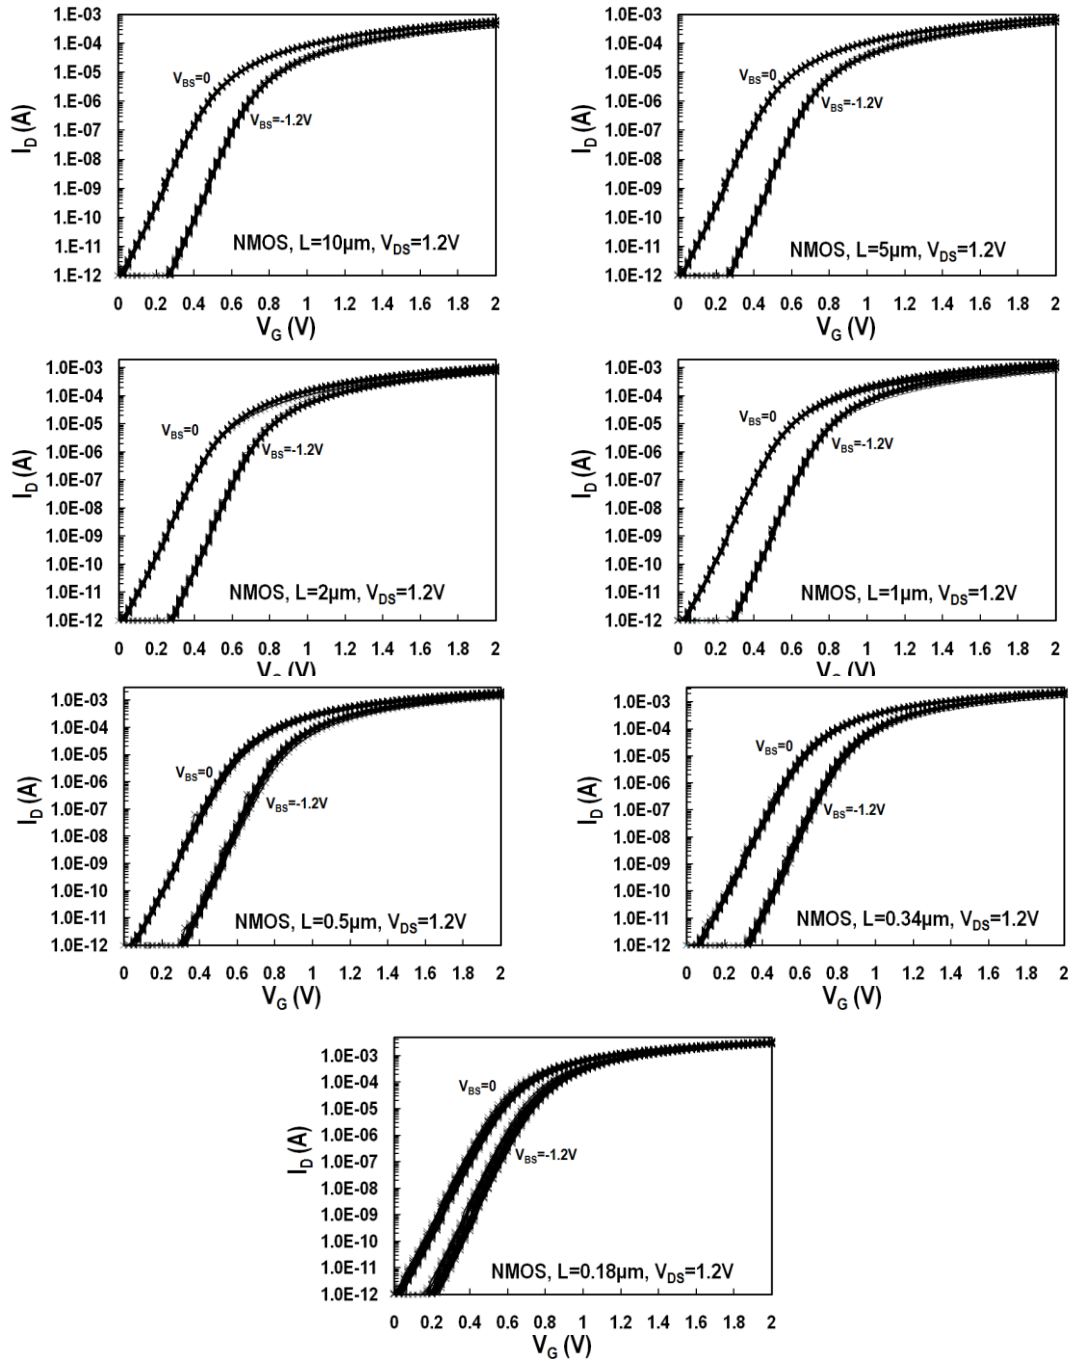 1.E-03
1.E-04
1.E-05
1.E-06
1.E-07
1.E-08
1.E-09
1.E-10
1.E-11
1.E-12
I_D (A)
V_BS=0
V_BS=-1.2V
NMOS, L=10µm, V_DS=1.2V
0 0.2 0.4 0.6 0.8 1 1.2 1.4 1.6 1.8 2
V_G (V)
1.E-03
1.E-04
1.E-05
1.E-06
1.E-07
1.E-08
1.E-09
1.E-10
1.E-11
1.E-12
I_D (A)
V_BS=0
V_BS=-1.2V
NMOS, L=5µm, V_DS=1.2V
0 0.2 0.4 0.6 0.8 1 1.2 1.4 1.6 1.8 2
V_G (V)
1.0E-03
1.0E-04
1.0E-05
1.0E-06
1.0E-07
1.0E-08
1.0E-09
1.0E-10
1.0E-11
1.0E-12
I_D (A)
V_BS=0
V_BS=-1.2V
NMOS, L=2µm, V_DS=1.2V
0 0.2 0.4 0.6 0.8 1 1.2 1.4 1.6 1.8 2
1.0E-03
1.0E-04
1.0E-05
1.0E-06
1.0E-07
1.0E-08
1.0E-09
1.0E-10
1.0E-11
1.0E-12
I_D (A)
V_BS=0
V_BS=-1.2V
NMOS, L=1µm, V_DS=1.2V
0 0.2 0.4 0.6 0.8 1 1.2 1.4 1.6 1.8 2
1.0E-03
1.0E-04
1.0E-05
1.0E-06
1.0E-07
1.0E-08
1.0E-09
1.0E-10
1.0E-11
1.0E-12
I_D (A)
V_BS=0
V_BS=-1.2V
NMOS, L=0.5µm, V_DS=1.2V
0 0.2 0.4 0.6 0.8 1 1.2 1.4 1.6 1.8 2
V_G (V)
1.0E-03
1.0E-04
1.0E-05
1.0E-06
1.0E-07
1.0E-08
1.0E-09
1.0E-10
1.0E-11
1.0E-12
I_D (A)
V_BS=0
V_BS=-1.2V
NMOS, L=0.34µm, V_DS=1.2V
0 0.2 0.4 0.6 0.8 1 1.2 1.4 1.6 1.8 2
V_G (V)
1.0E-03
1.0E-04
1.0E-05
1.0E-06
1.0E-07
1.0E-08
1.0E-09
1.0E-10
1.0E-11
1.0E-12
I_D (A)
V_BS=0
V_BS=-1.2V
NMOS, L=0.18µm, V_DS=1.2V
0 0.2 0.4 0.6 0.8 1 1.2 1.4 1.6 1.8 2
V_G (V)